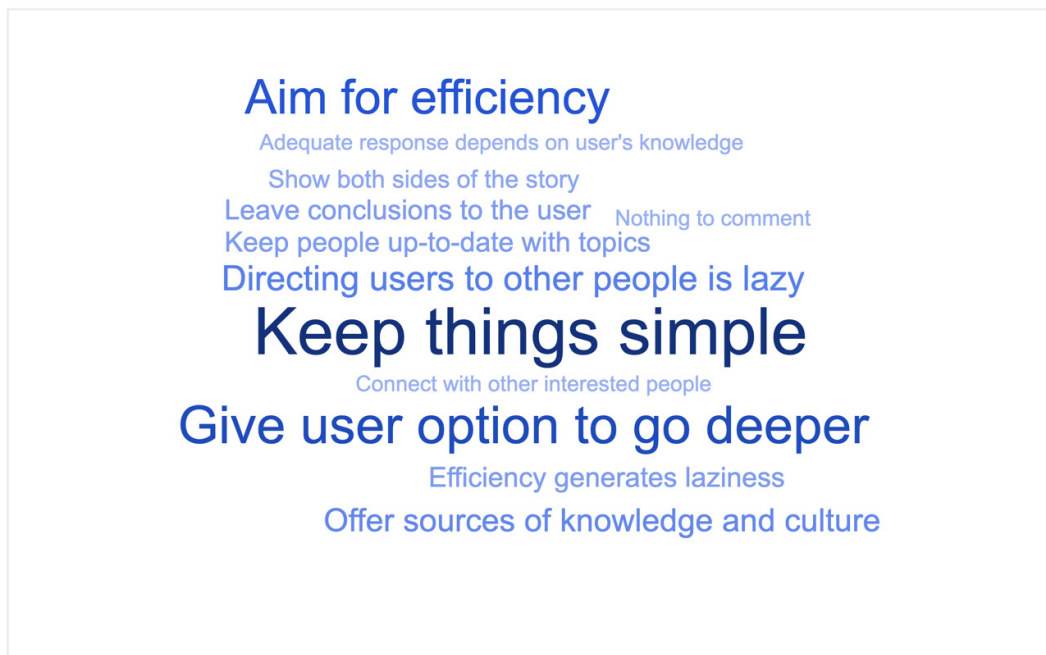 Aim for efficiency
Adequate response depends on user's knowledge
Show both sides of the story
Leave conclusions to the user
Nothing to comment
Keep people up-to-date with topics
Directing users to other people is lazy
Keep things simple
Connect with other interested people
Give user option to go deeper
Efficiency generates laziness
Offer sources of knowledge and culture